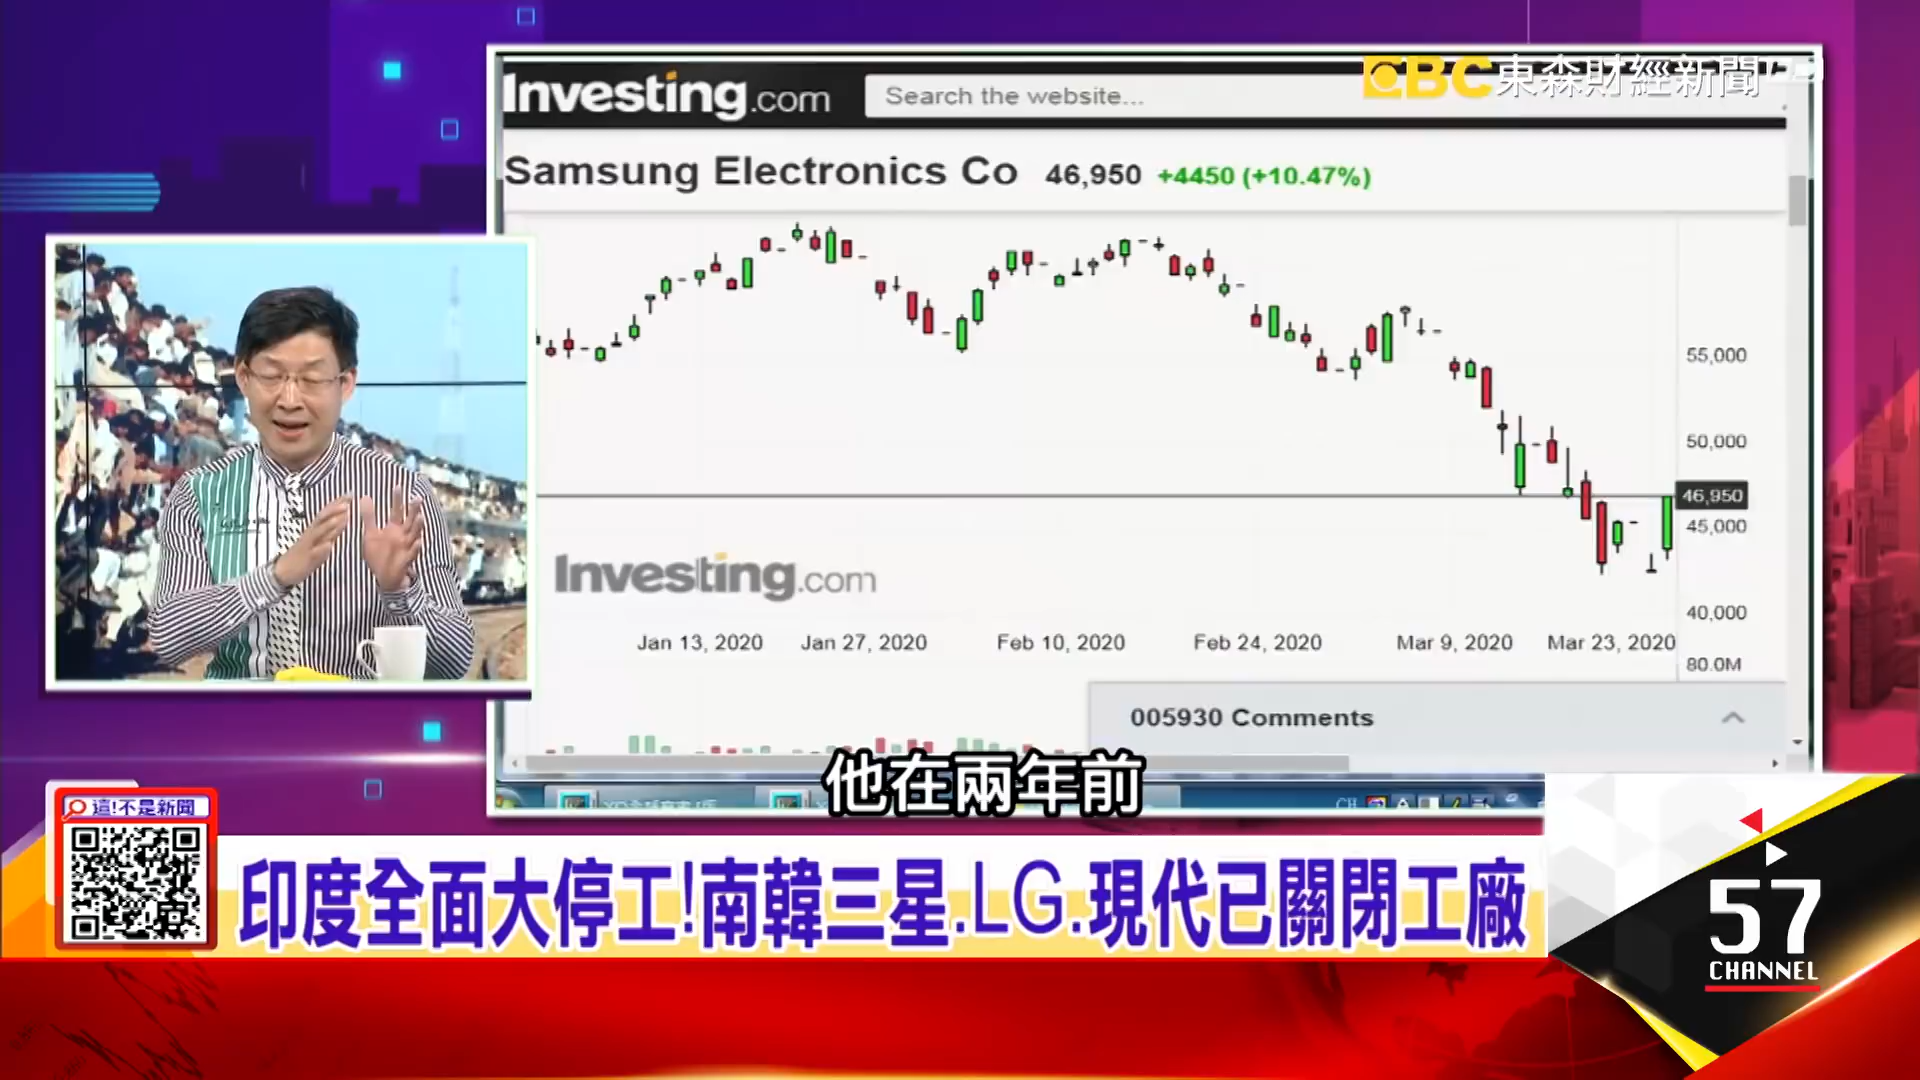 Investing.com
Search the website...
EBC 東森財經新聞
Samsung Electronics Co 46,950 +4450 (+10.47%)
55,000
50,000
46,950
45,000
40,000
80.0M
Investing.com
Jan 13, 2020 Jan 27, 2020 Feb 10, 2020 Feb 24, 2020 Mar 9, 2020 Mar 23, 2020
005930 Comments
CH
他在兩年前
這!不是新聞
印度全面大停工!南韓三星.LG.現代已關閉工廠
57
CHANNEL